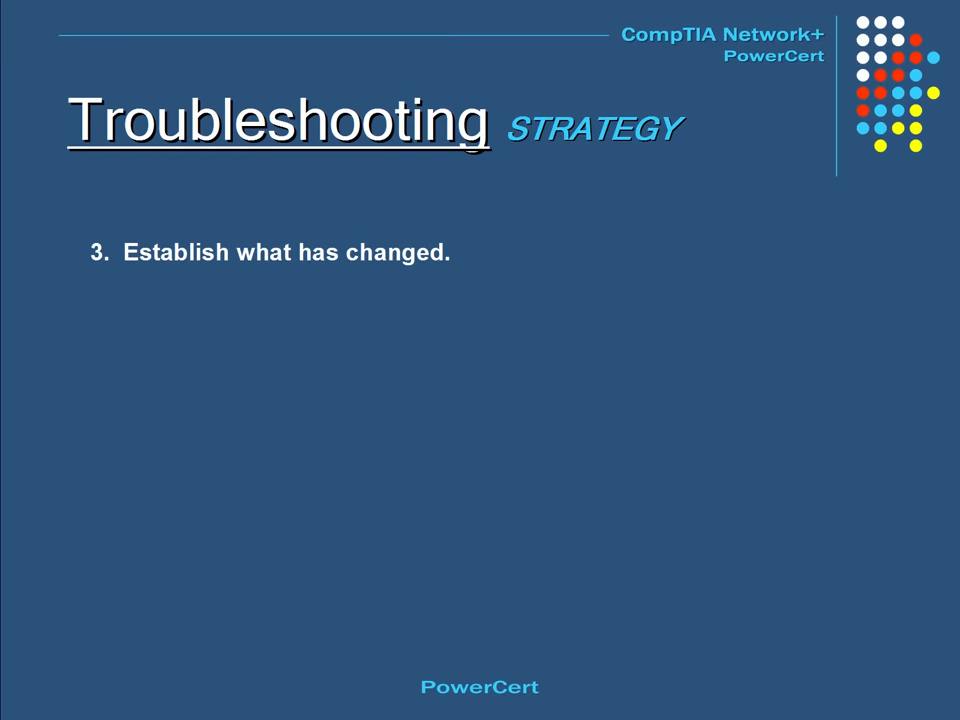 CompTIA Network+
PowerCert
Troubleshooting STRATEGY
3. Establish what has changed.
PowerCert